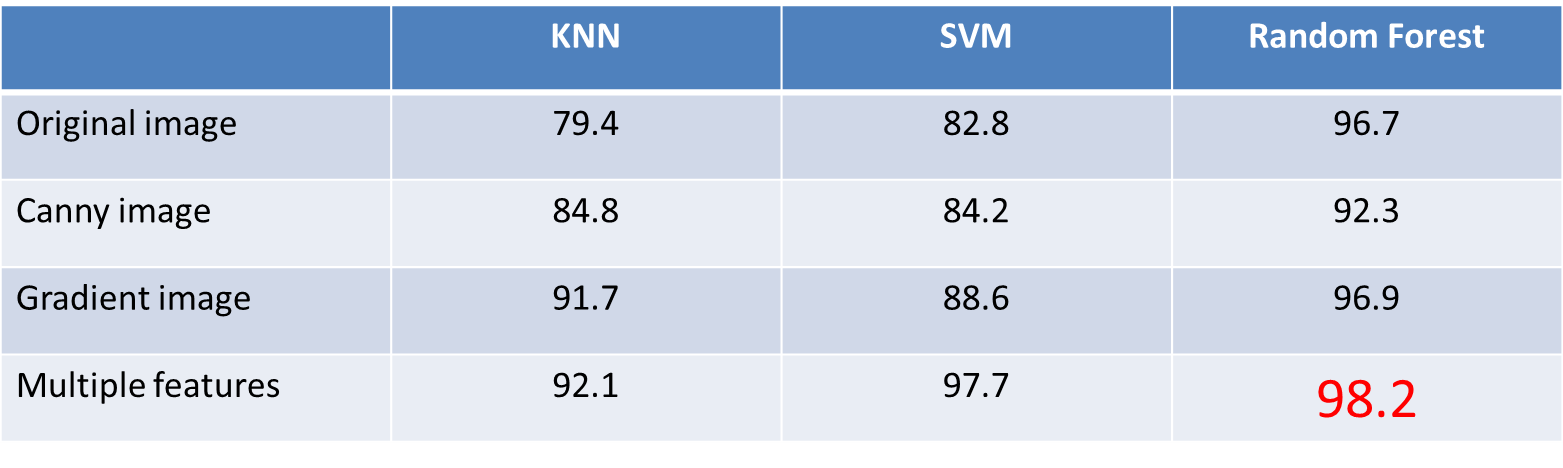 KNN SVM Random Forest
Original image 79.4 82.8 96.7
Canny image 84.8 84.2 92.3
Gradient image 91.7 88.6 96.9
Multiple features 92.1 97.7 98.2